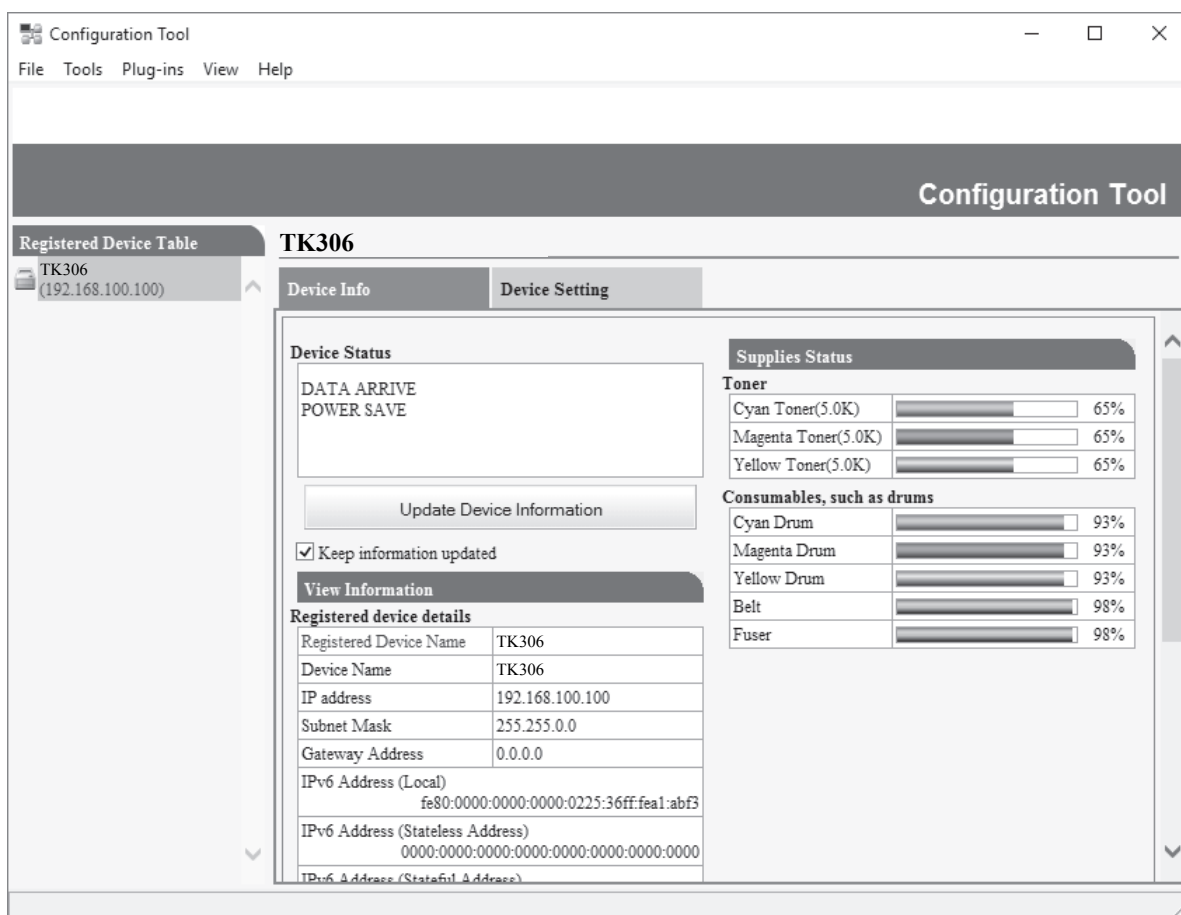 Configuration Tool
File Tools Plug-ins View Help
Configuration Tool
Registered Device Table
TK306
(192.168.100.100)
TK306
Device Info
Device Setting
Device Status
DATA ARRIVE
POWER SAVE
Update Device Information
Keep information updated
View Information
Registered device details
Registered Device Name TK306
Device Name TK306
IP address 192.168.100.100
Subnet Mask 255.255.0.0
Gateway Address 0.0.0.0
IPv6 Address (Local)
fe80:0000:0000:0000:0225:36ff:fea1:abf3
IPv6 Address (Stateless Address)
0000:0000:0000:0000:0000:0000:0000:0000
IPv6 Address (Stateful Address)
Supplies Status
Toner
Cyan Toner(5.0K) 65%
Magenta Toner(5.0K) 65%
Yellow Toner(5.0K) 65%
Consumables, such as drums
Cyan Drum 93%
Magenta Drum 93%
Yellow Drum 93%
Belt 98%
Fuser 98%